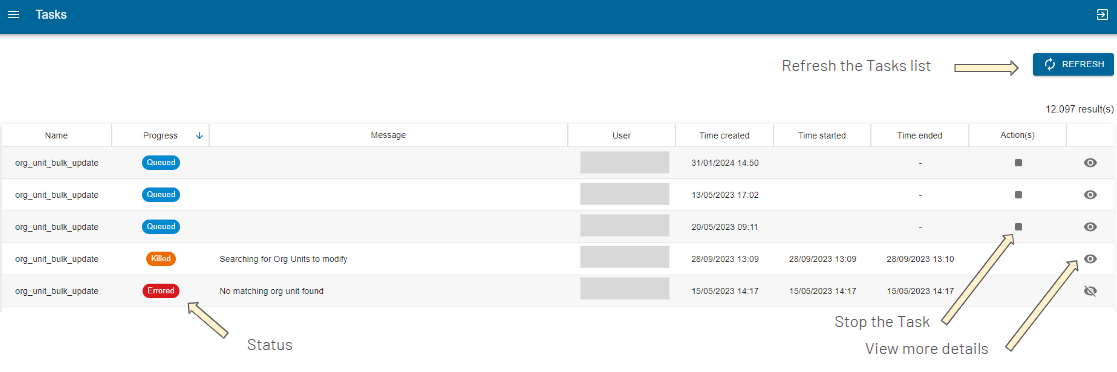 Tasks
Refresh the Tasks list
REFRESH
12.097 result(s)
Name Progress Message User Time created Time started Time ended Action(s)
org_unit_bulk_update Queued 31/01/2024 14:50 -
org_unit_bulk_update Queued 13/05/2023 17:02 -
org_unit_bulk_update Queued 20/05/2023 09:11 -
org_unit_bulk_update Killed Searching for Org Units to modify 28/09/2023 13:09 28/09/2023 13:09 28/09/2023 13:10
org_unit_bulk_update Errored No matching org unit found 15/05/2023 14:17 15/05/2023 14:17 15/05/2023 14:17
Stop the Task
Status
View more details